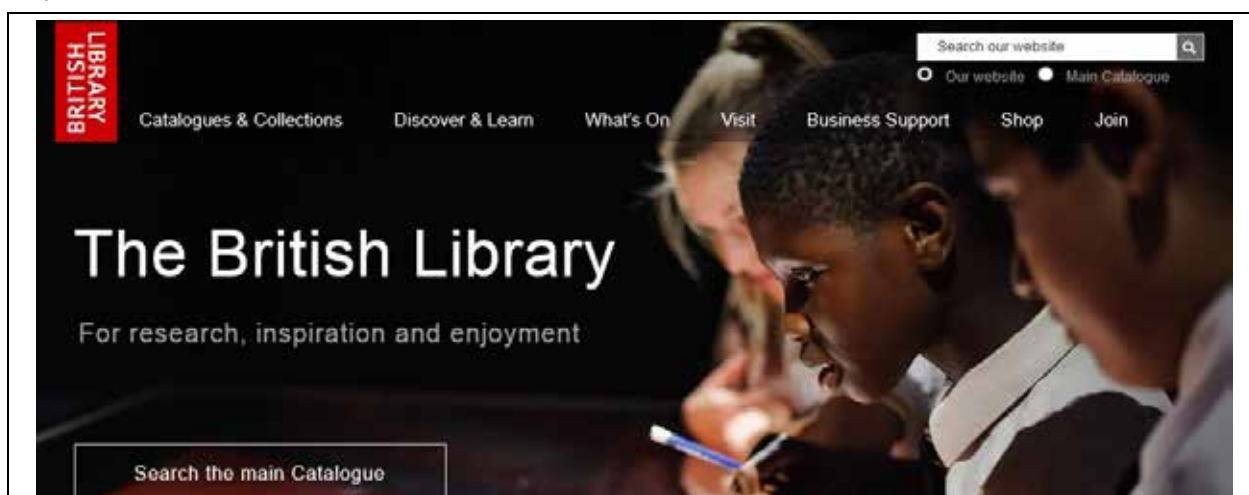 BRITISH
LIBRARY
Search our website
Our website Main Catalogue
Catalogues & Collections Discover & Learn What's On Visit Business Support Shop Join
The British Library
For research, inspiration and enjoyment
Search the main Catalogue